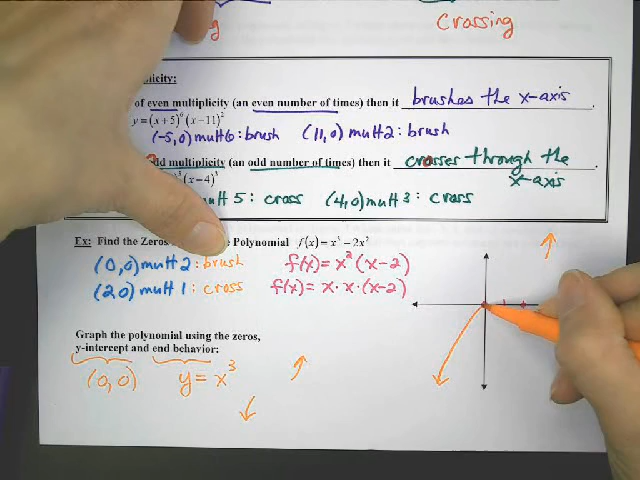 g
Crossing
licity:
of even multiplicity (an even number of times) then it brushes the x-axis.
y = (x+5)⁶(x−11)²
(-5,0) mult 6: brush (11,0) mult 2: brush
odd multiplicity (an odd number of times) then it crosses through the x-axis.
(x−4)³
mult 5: cross (4,0) mult 3: cross
Ex: Find the Zeros Polynomial f(x) = x³ − 2x²
(0,0) mult 2: brush f(x) = x²(x-2)
(2,0) mult 1: cross f(x) = x·x·(x-2)
Graph the polynomial using the zeros,
y-intercept and end behavior:
(0,0) y = x³